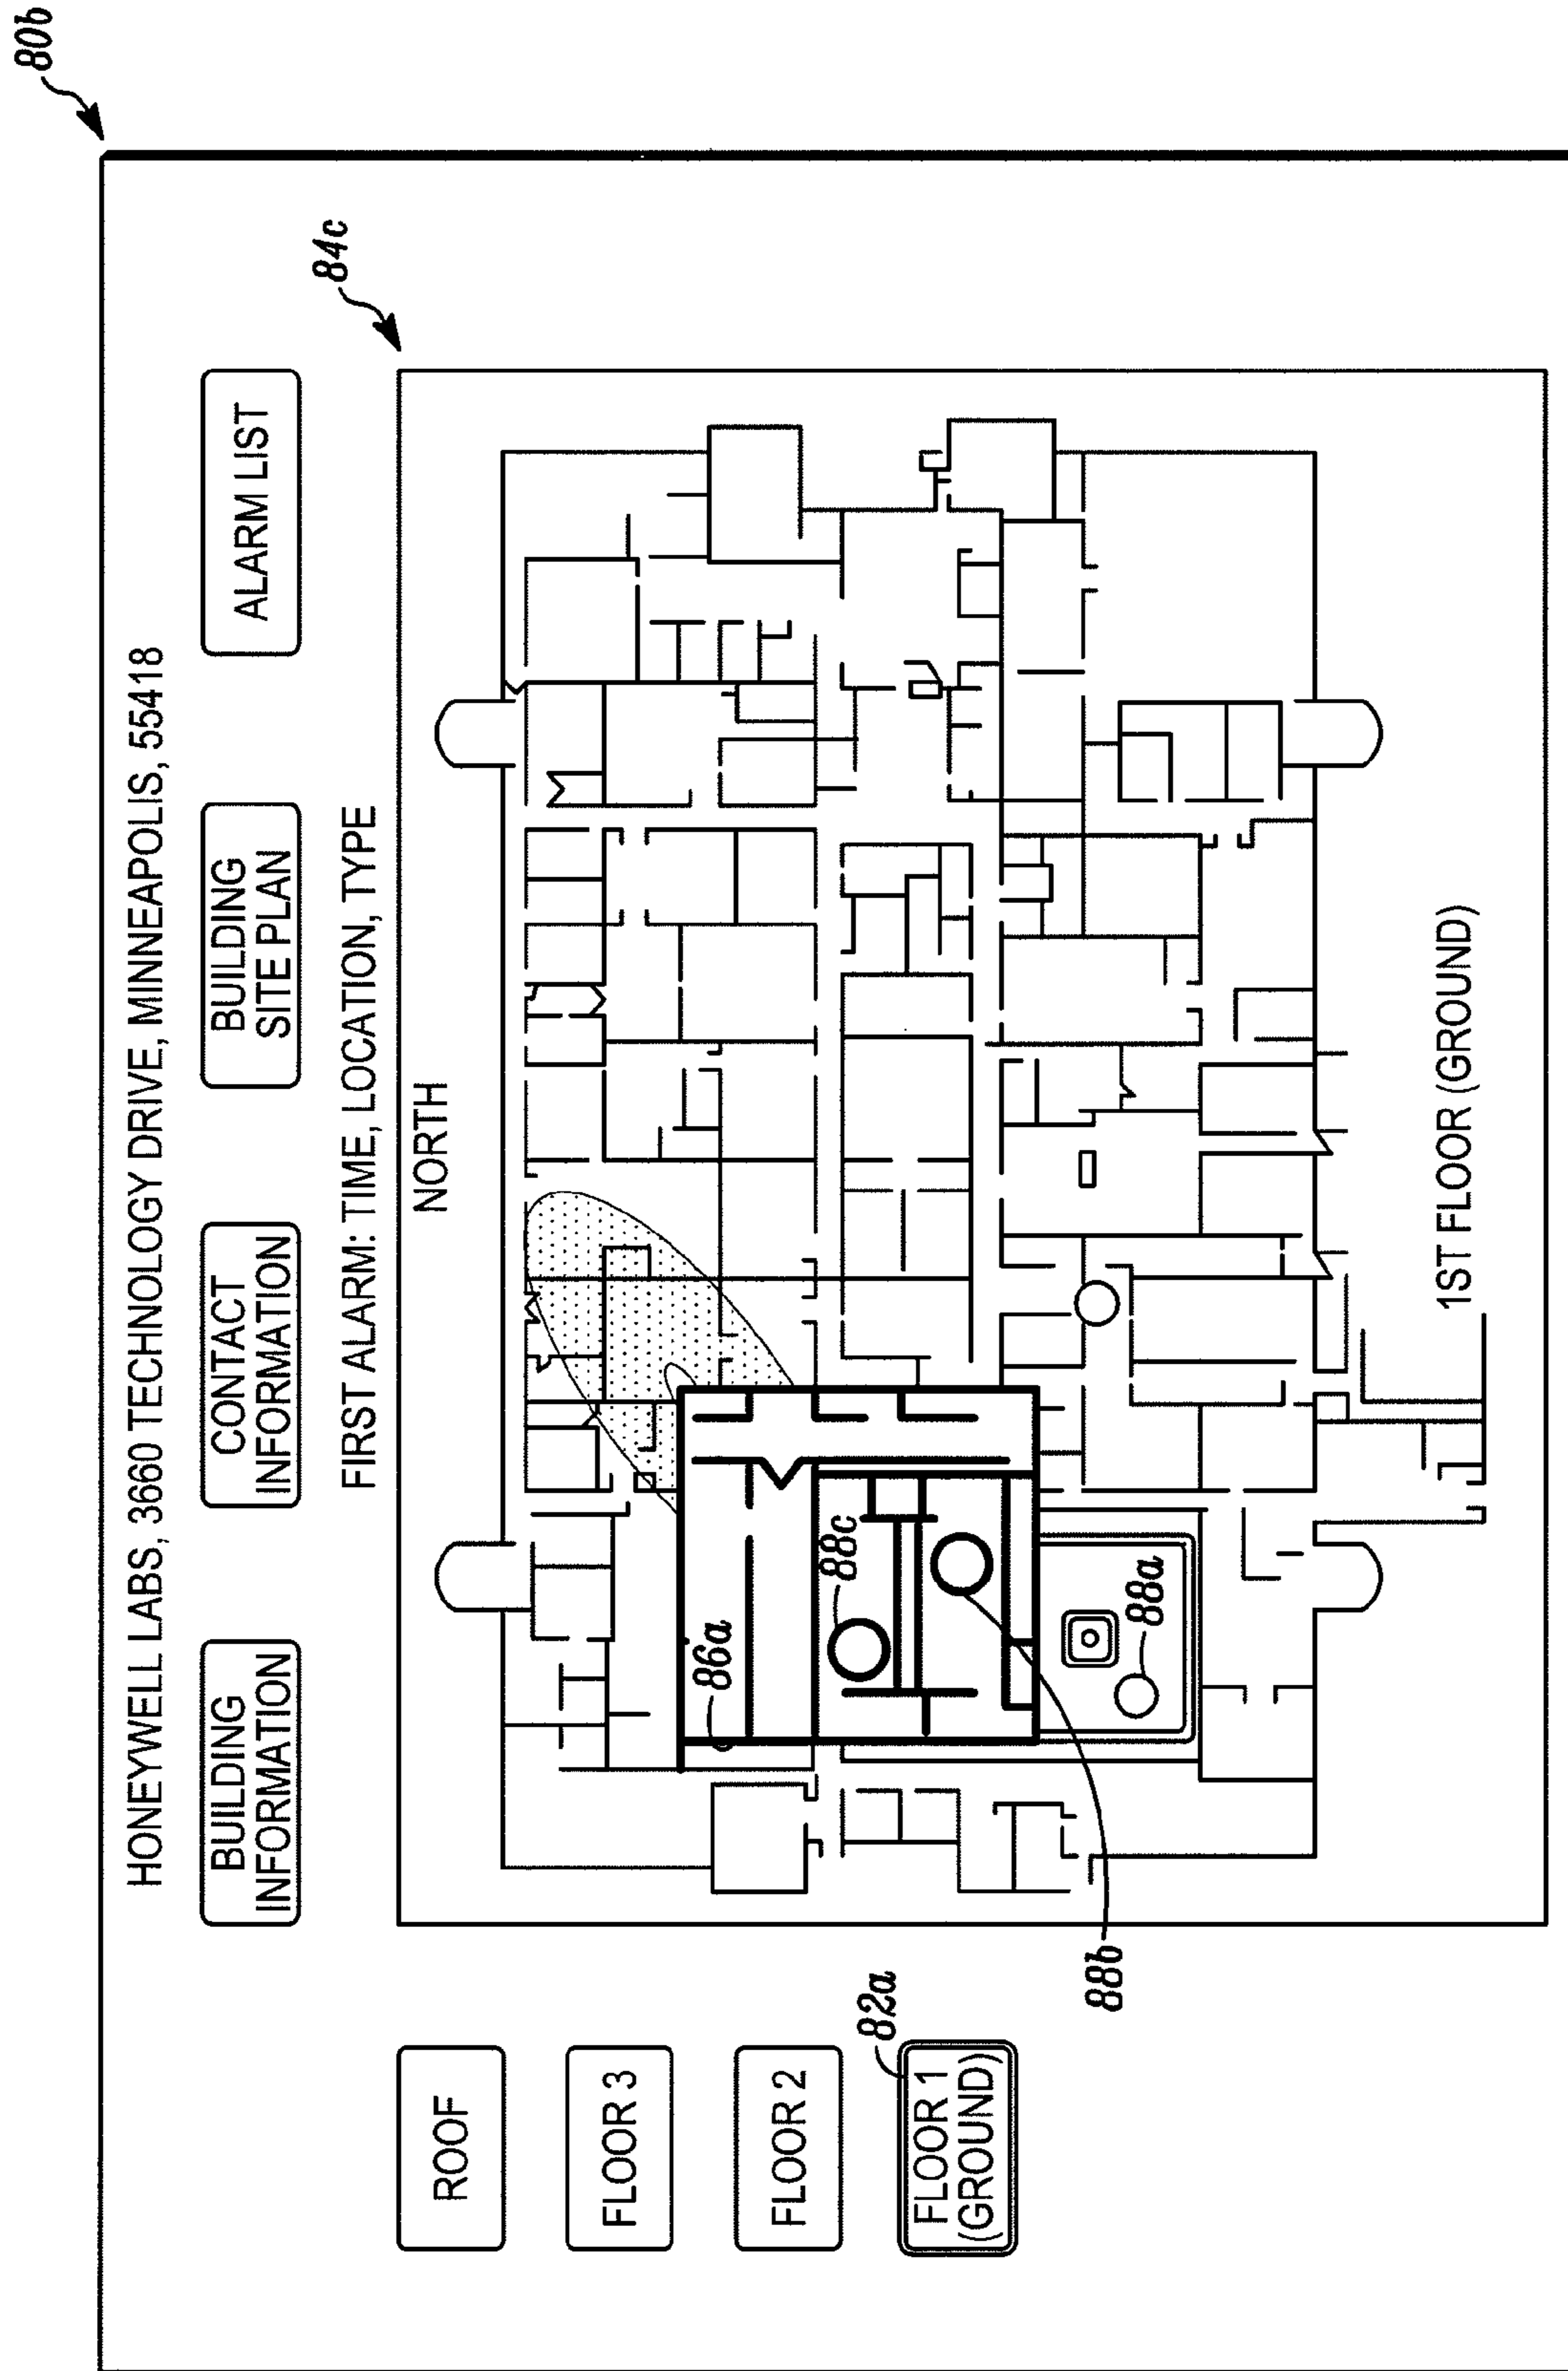 80b
HONEYWELL LABS, 3660 TECHNOLOGY DRIVE, MINNEAPOLIS, 55418
BUILDING
INFORMATION
CONTACT
INFORMATION
BUILDING
SITE PLAN
ALARM LIST
FIRST ALARM: TIME, LOCATION, TYPE
84c
ROOF
FLOOR 3
FLOOR 2
82a
FLOOR 1
(GROUND)
NORTH
86a
88c
88a
88b
1ST FLOOR (GROUND)